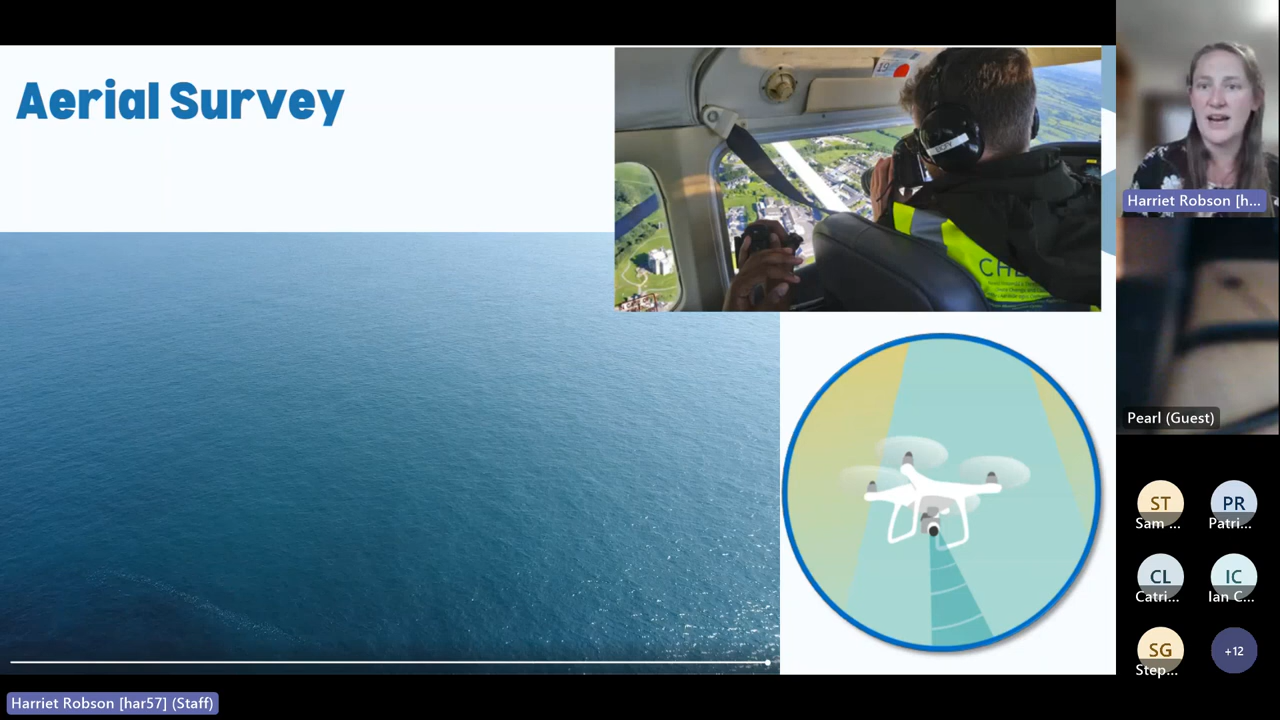 Aerial Survey
19
Harriet Robson [h...
Pearl (Guest)
ST
PR
Sam ...
Patri...
CL
IC
Catri...
Ian C...
SG
+12
Step...
Harriet Robson [har57] (Staff)